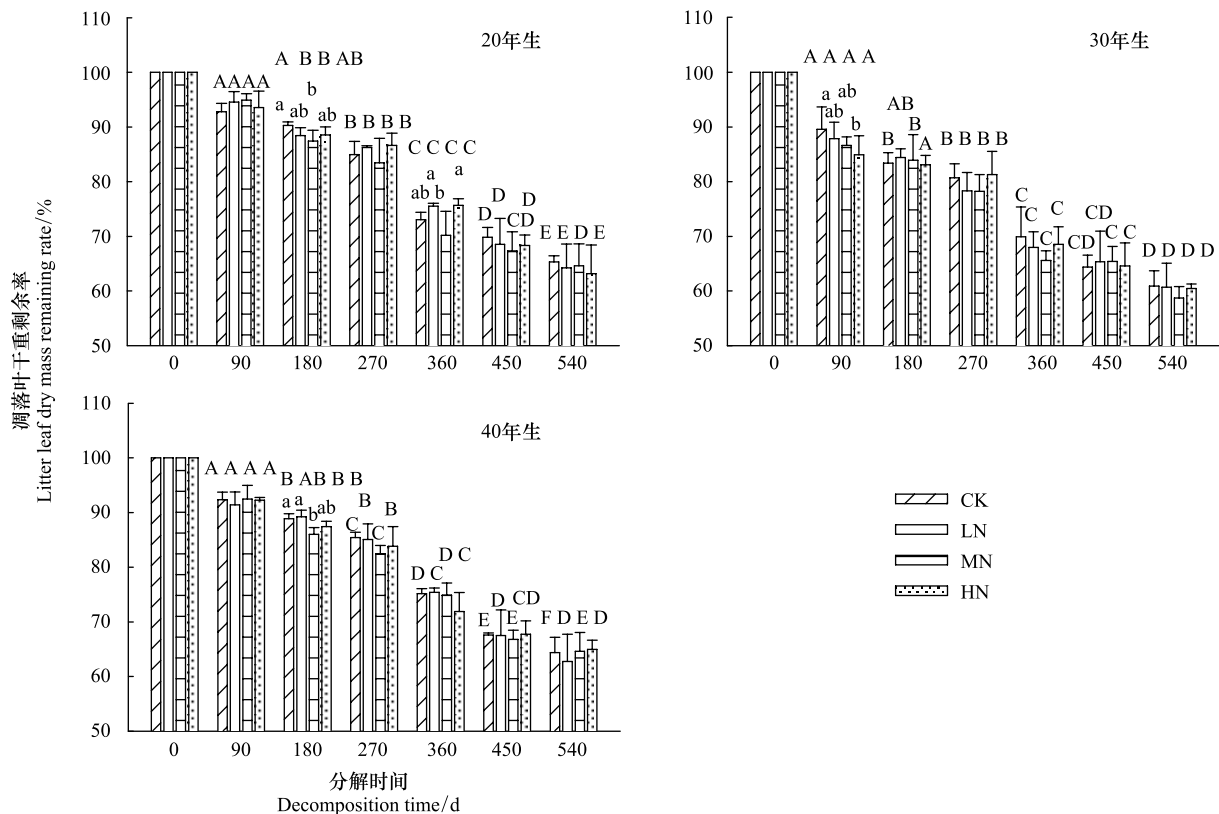 凋落叶干重剩余率
Litter leaf dry mass remaining rate/%
110
100
90
80
70
60
50
20年生
A A A A
A B B AB
a ab b ab
B B B B
C C C C
ab a b a
D D CD D
E E D E
0 90 180 270 360 450 540
110
100
90
80
70
60
50
30年生
A A A A
a ab ab b
B AB B A
B B B B
C C C C
CD CD C C
D D D D
0 90 180 270 360 450 540
110
100
90
80
70
60
50
40年生
A A A A
B AB B B
a a b ab
C B C B
D C D C
E D E CD
F D E D
0 90 180 270 360 450 540
分解时间
Decomposition time/d
CK
LN
MN
HN